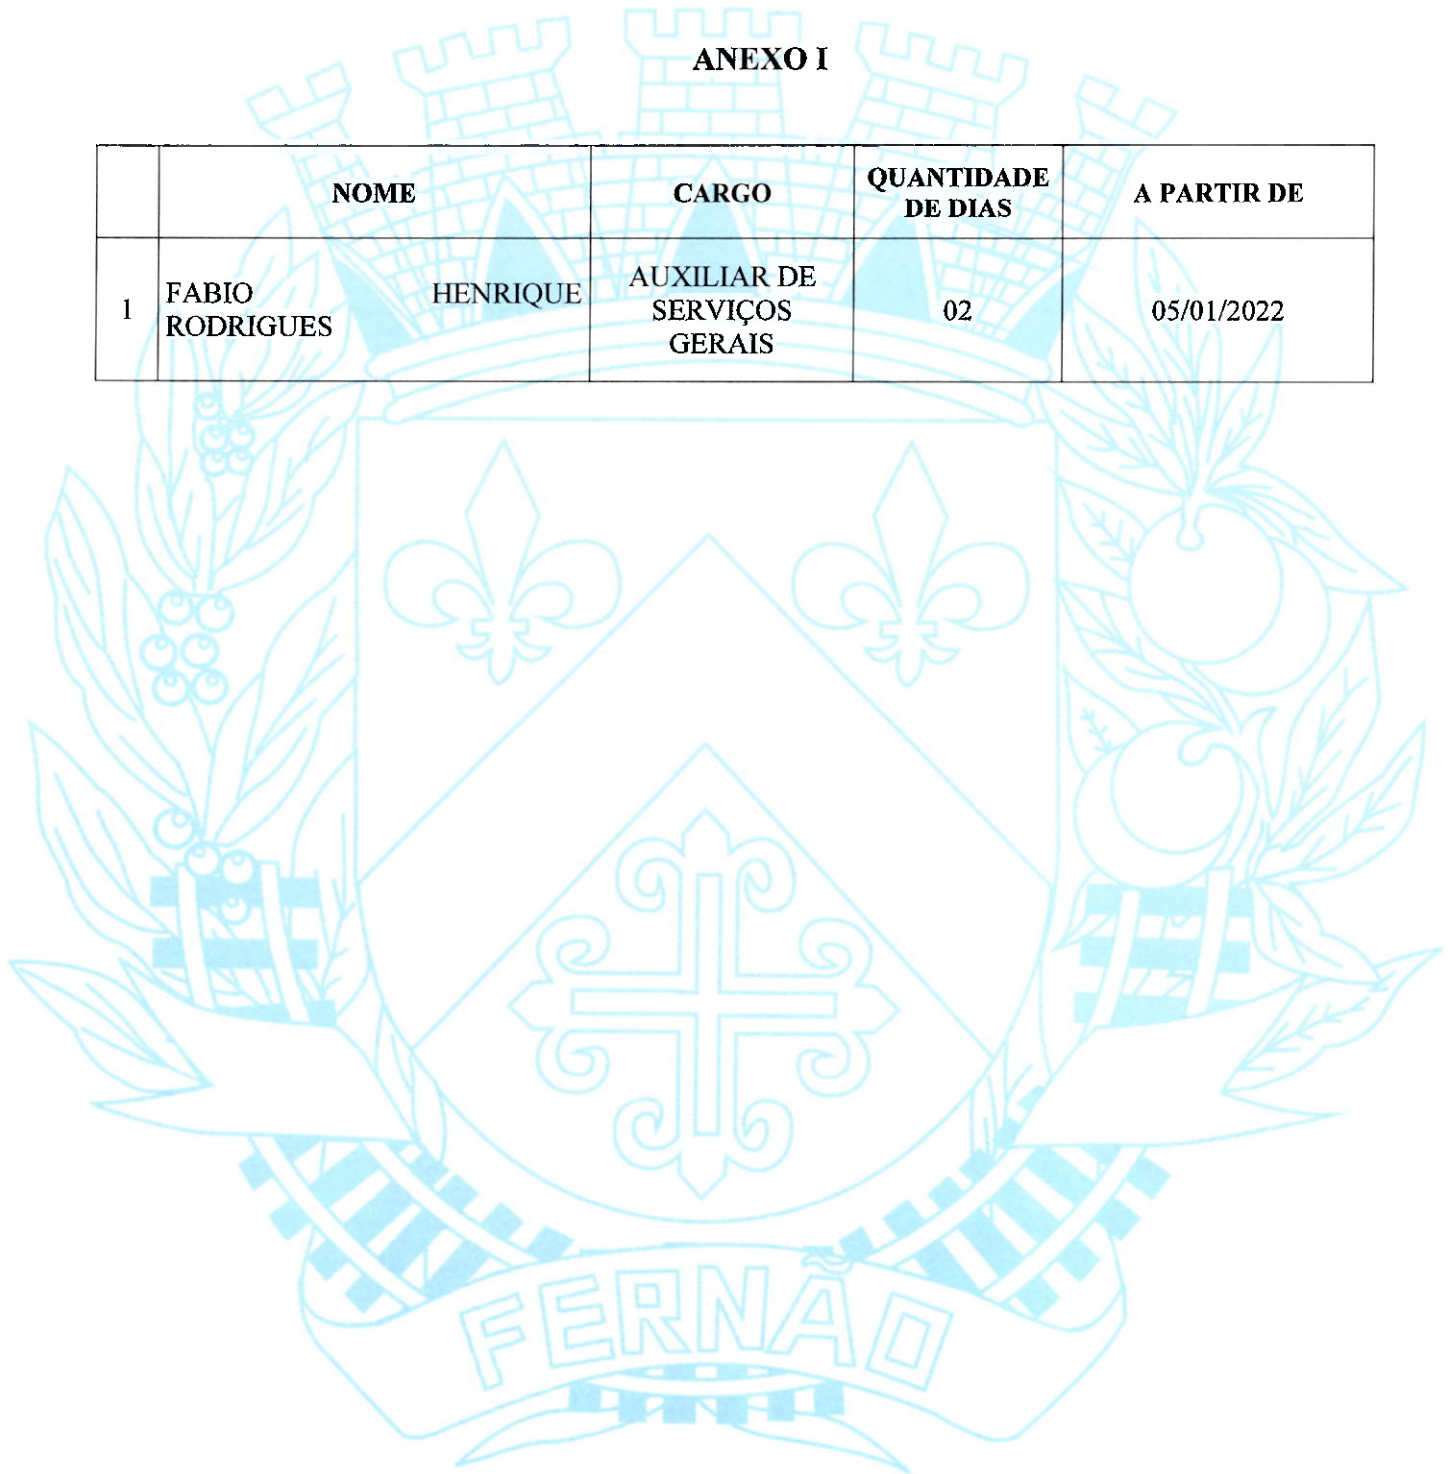 ANEXO I
NOME CARGO QUANTIDADE DE DIAS A PARTIR DE
1 FABIO HENRIQUE RODRIGUES AUXILIAR DE SERVIÇOS GERAIS 02 05/01/2022
FERNÃO